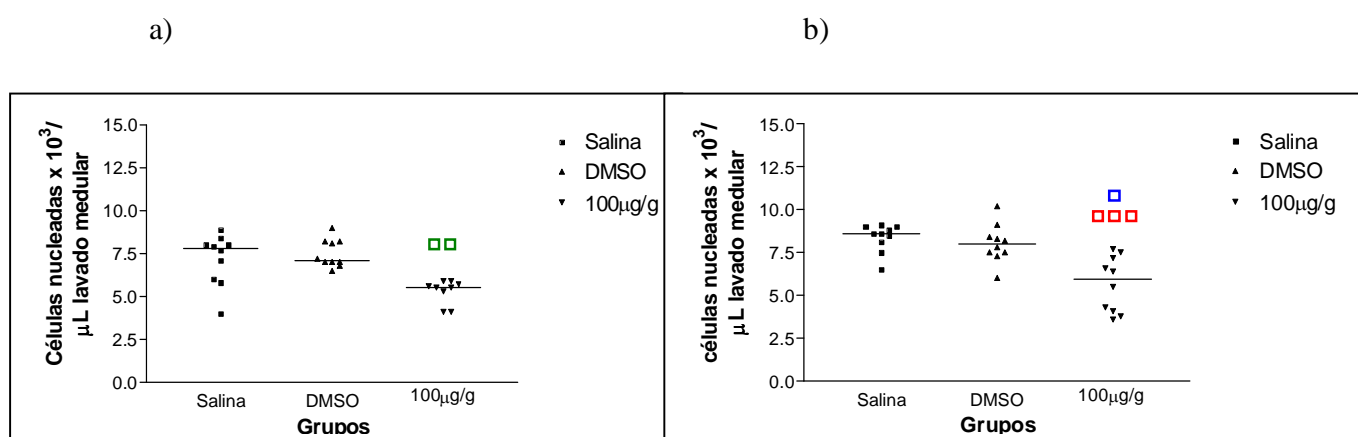 a)
b)
Células nucleadas x 10³/
µL lavado medular
15.0
12.5
10.0
7.5
5.0
2.5
0.0
Salina
DMSO
100µg/g
Grupos
Salina
DMSO
100µg/g
células nucleadas x 10³/
µL lavado medular
15.0
12.5
10.0
7.5
5.0
2.5
0.0
Salina
DMSO
100µg/g
Grupos
Salina
DMSO
100µg/g